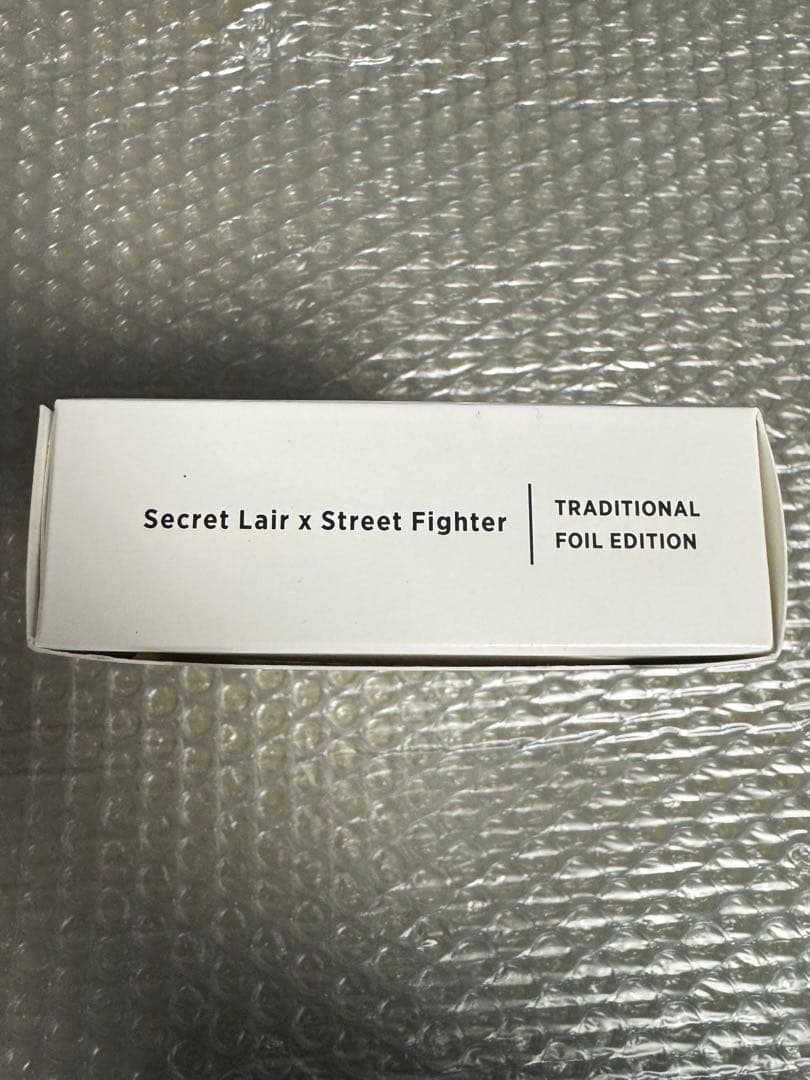 Secret Lair x Street Fighter
TRADITIONAL
FOIL EDITION